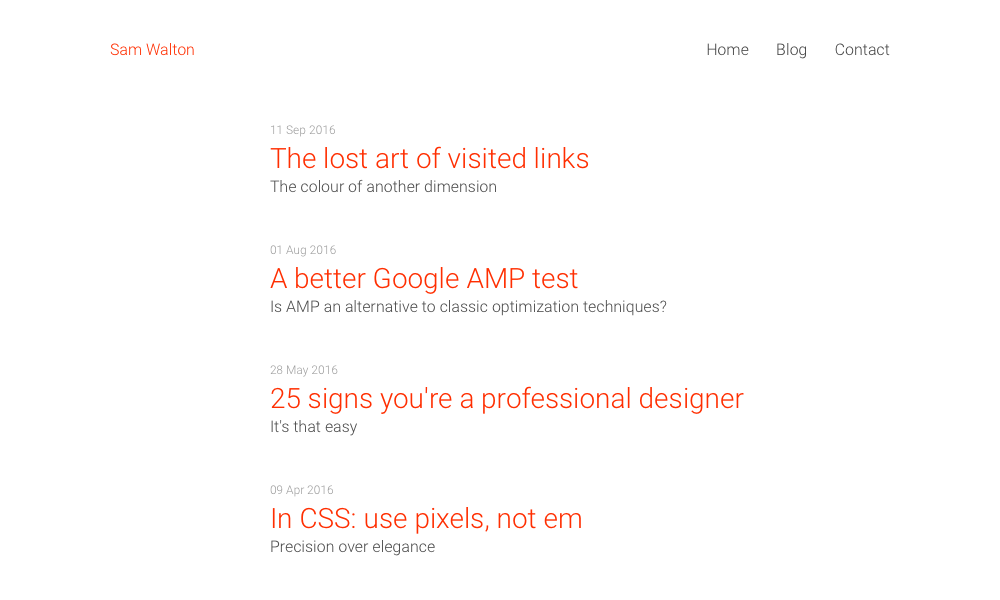 Sam Walton
Home Blog Contact
11 Sep 2016
The lost art of visited links
The colour of another dimension
01 Aug 2016
A better Google AMP test
Is AMP an alternative to classic optimization techniques?
28 May 2016
25 signs you're a professional designer
It's that easy
09 Apr 2016
In CSS: use pixels, not em
Precision over elegance